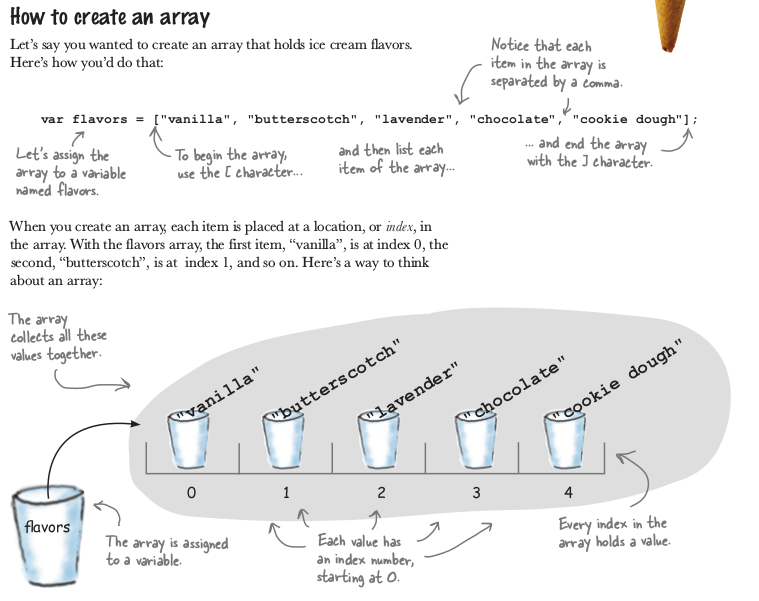 How to create an array
Let's say you wanted to create an array that holds ice cream flavors.
Here's how you'd do that:
Notice that each
item in the array is
separated by a comma.
var flavors = ["vanilla", "butterscotch", "lavender", "chocolate", "cookie dough"];
Let's assign the
array to a variable
named flavors.
To begin the array,
use the [ character...
and then list each
item of the array...
... and end the array
with the ] character.
When you create an array, each item is placed at a location, or index, in
the array. With the flavors array, the first item, “vanilla”, is at index 0, the
second, “butterscotch”, is at index 1, and so on. Here's a way to think
about an array:
The array
collects all these
values together.
"vanilla"
"butterscotch"
"lavender"
"chocolate"
"cookie dough"
0 1 2 3 4
flavors
The array is assigned
to a variable.
Each value has
an index number,
starting at 0.
Every index in the
array holds a value.